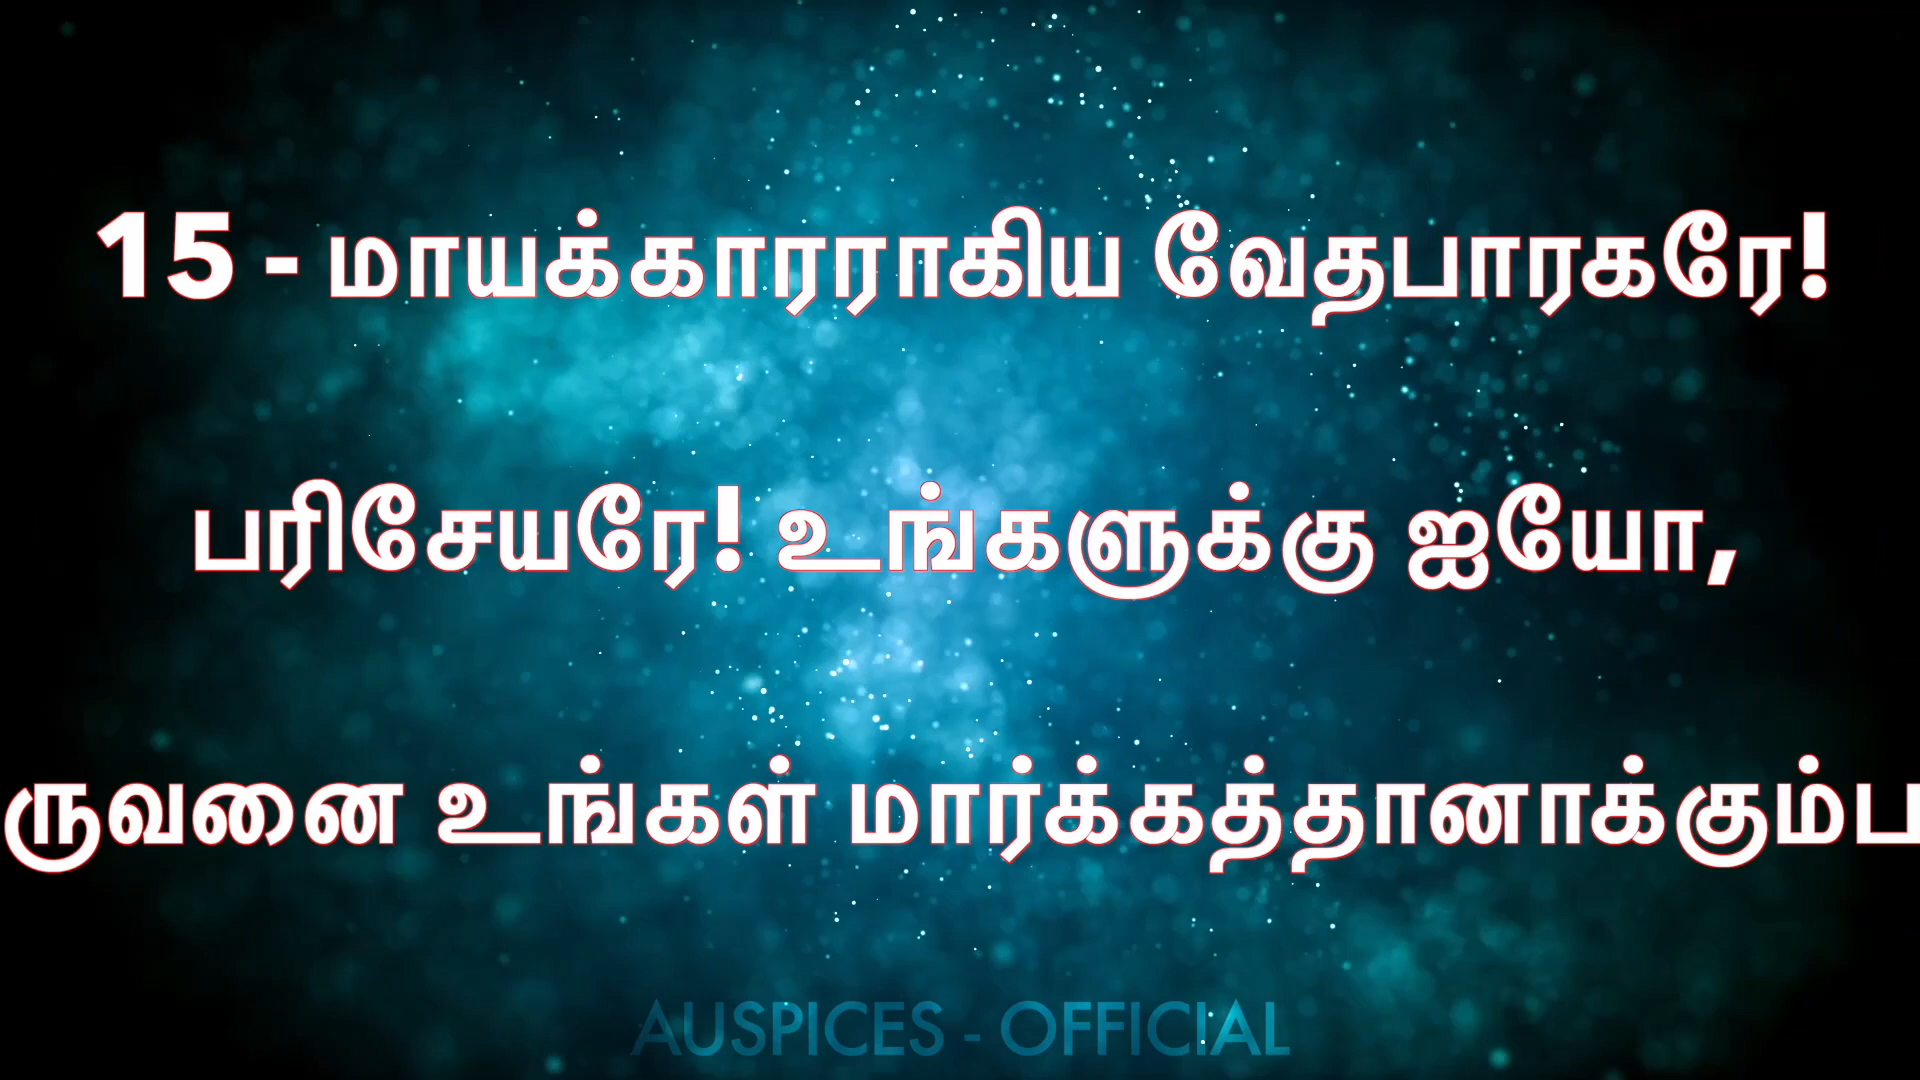 15 - மாயக்காரராகிய வேதபாரகரே!
பரிசேயரே! உங்களுக்கு ஐயோ,
ருவனை உங்கள் மார்க்கத்தானாக்கும்ப
AUSPICES - OFFICIAL